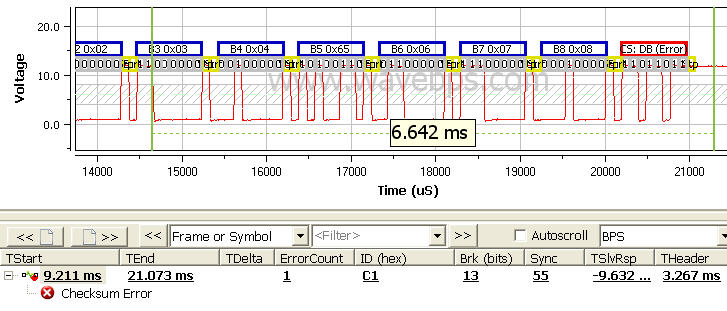 20.0
2 0x02 B3 0x03 B4 0x04 B5 0x65 B6 0x06 B7 0x07 B8 0x08 CS: DB (Error)
www.wavebps.com
10.0
6.642 ms
0.0
Voltage
14000 15000 16000 17000 18000 19000 20000 21000
Time (uS)
<< >> << Frame or Symbol <Filter> >> Autoscroll BPS
TStart TEnd TDelta ErrorCount ID (hex) Brk (bits) Sync TSlvRsp THeader
9.211 ms 21.073 ms 1 C1 13 55 -9.632 ... 3.267 ms
Checksum Error